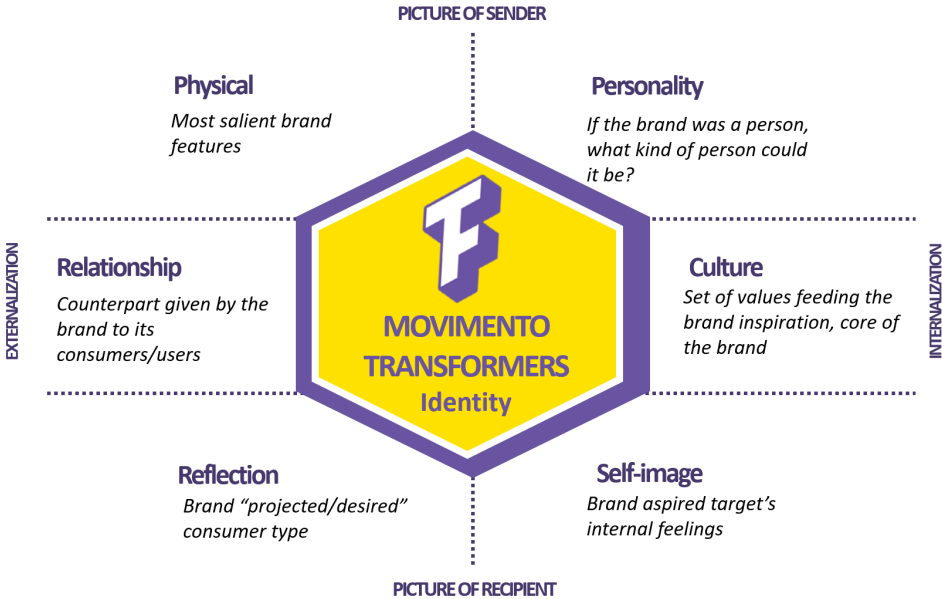 PICTURE OF SENDER
Physical
Most salient brand
features
Personality
If the brand was a person,
what kind of person could
it be?
EXTERNALIZATION
Relationship
Counterpart given by the
brand to its
consumers/users
TF
MOVIMENTO
TRANSFORMERS
Identity
Culture
Set of values feeding the
brand inspiration, core of
the brand
INTERNALIZATION
Reflection
Brand “projected/desired”
consumer type
Self-image
Brand aspired target’s
internal feelings
PICTURE OF RECIPIENT